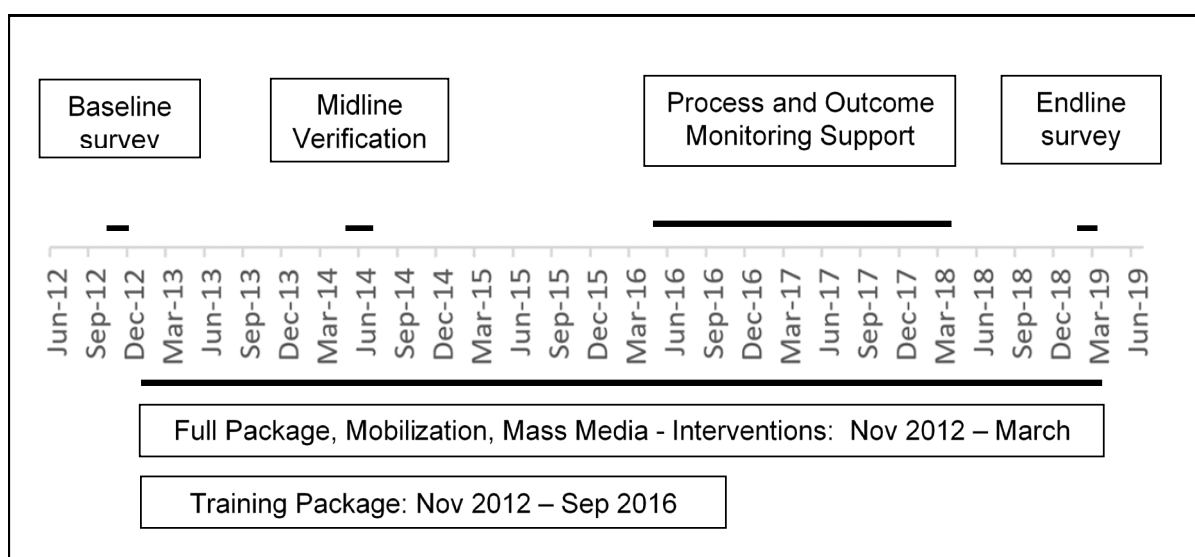 Baseline
survey
Midline
Verification
Process and Outcome
Monitoring Support
Endline
survey
Jun-12
Sep-12
Dec-12
Mar-13
Jun-13
Sep-13
Dec-13
Mar-14
Jun-14
Sep-14
Dec-14
Mar-15
Jun-15
Sep-15
Dec-15
Mar-16
Jun-16
Sep-16
Dec-16
Mar-17
Jun-17
Sep-17
Dec-17
Mar-18
Jun-18
Sep-18
Dec-18
Mar-19
Jun-19
Full Package, Mobilization, Mass Media - Interventions: Nov 2012 – March
Training Package: Nov 2012 – Sep 2016